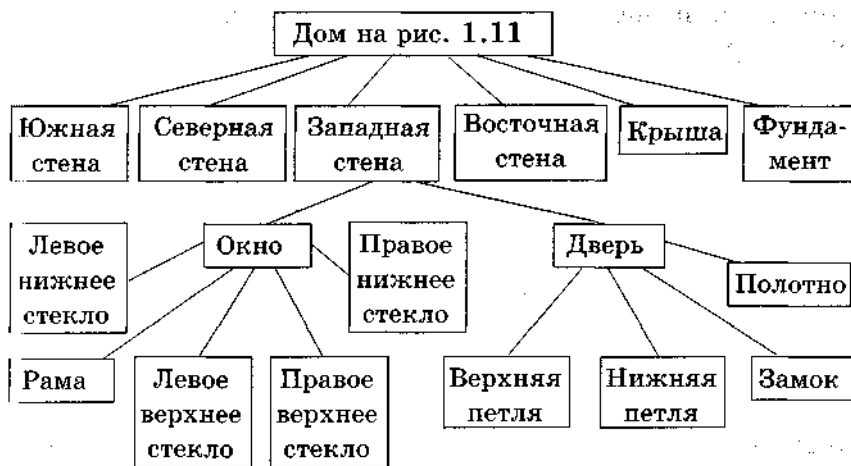 Дом на рис. 1.11
Южная
стена
Северная
стена
Западная
стена
Восточная
стена
Крыша
Фунда-
мент
Левое
нижнее
стекло
Окно
Правое
нижнее
стекло
Дверь
Полотно
Рама
Левое
верхнее
стекло
Правое
верхнее
стекло
Верхняя
петля
Нижняя
петля
Замок